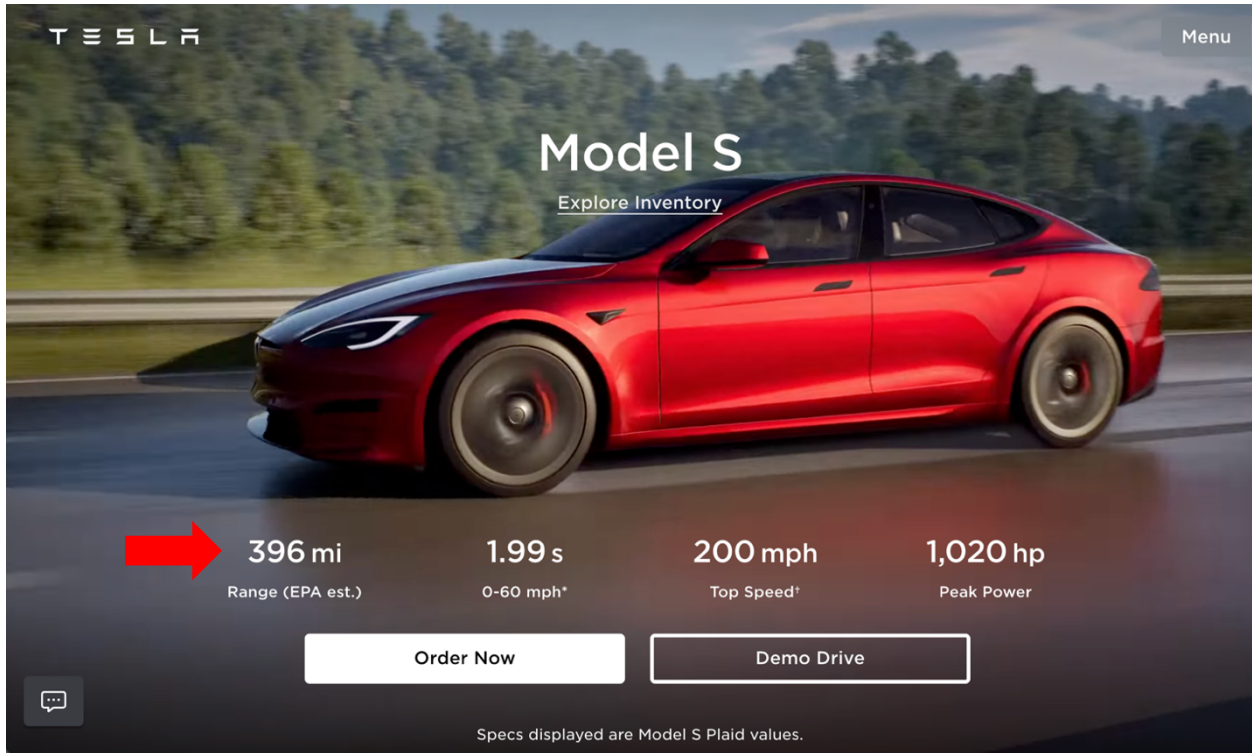 TESLA
Menu
Model S
Explore Inventory
396 mi
1.99 s
200 mph
1,020 hp
Range (EPA est.)
0-60 mph*
Top Speed†
Peak Power
Order Now
Demo Drive
Specs displayed are Model S Plaid values.